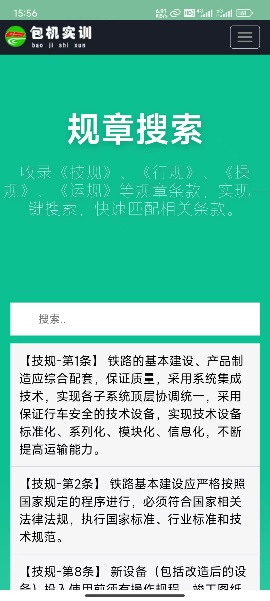 15:56
包机实训
bao ji shi xun
规章搜索
收录《技规》、《行规》、《操
规》、《运规》等规章条款，实现一
键搜索，快速匹配相关条款。
搜索..
【技规-第1条】 铁路的基本建设、产品制
造应综合配套，保证质量，采用系统集成
技术，实现各子系统顶层协调统一，采用
保证行车安全的技术设备，实现技术设备
标准化、系列化、模块化、信息化，不断
提高运输能力。
【技规-第2条】 铁路基本建设应严格按照
国家规定的程序进行，必须符合国家相关
法律法规，执行国家标准、行业标准和技
术规范。
【技规-第8条】 新设备（包括改造后的设
备）投入使用前须有操作规程、竣工图纸